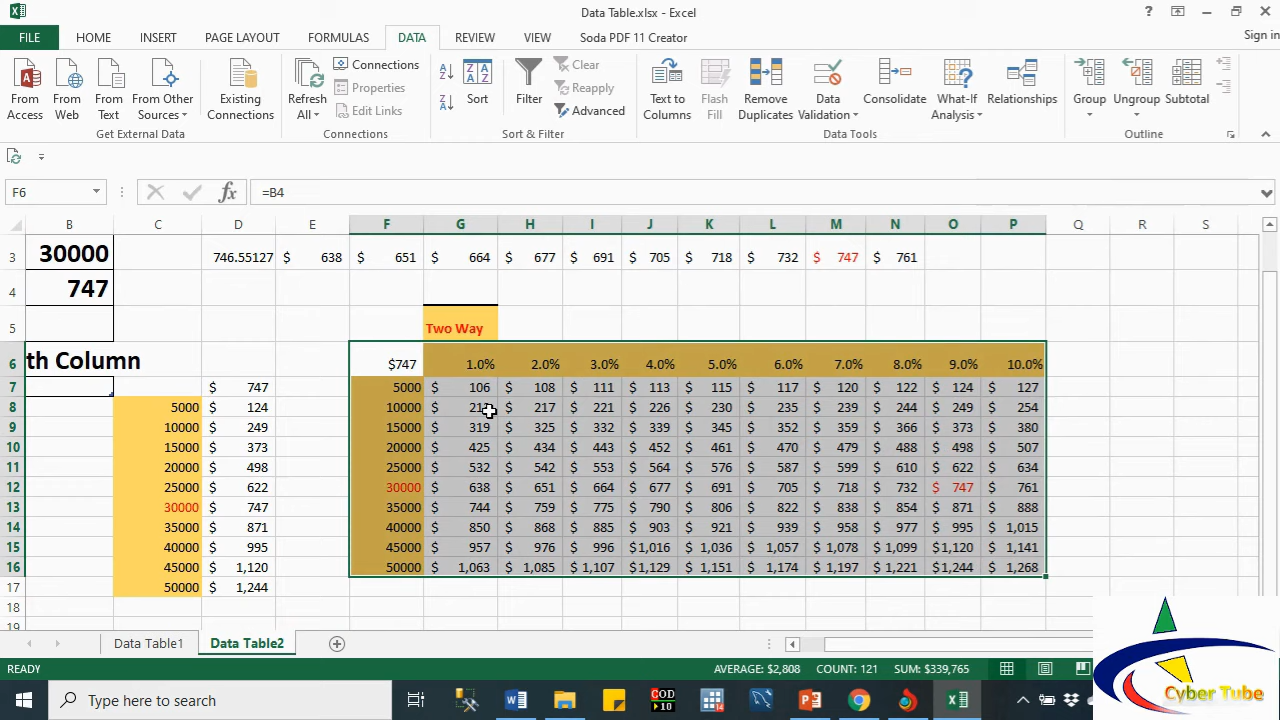 Data Table.xlsx - Excel
?
FILE HOME INSERT PAGE LAYOUT FORMULAS DATA REVIEW VIEW Soda PDF 11 Creator Sign in
From Access
From Web
From Text
From Other Sources
Get External Data
Existing Connections
Refresh All
Connections
Properties
Edit Links
Connections
Sort
Filter
Clear
Reapply
Advanced
Sort & Filter
Text to Columns
Flash Fill
Remove Duplicates
Data Validation
Consolidate
What-If Analysis
Relationships
Data Tools
Group
Ungroup
Subtotal
Outline
F6 fx =B4
B C D E F G H I J K L M N O P Q R S
3 30000 746.55127 $ 638 $ 651 $ 664 $ 677 $ 691 $ 705 $ 718 $ 732 $ 747 $ 761
4 747
5 Two Way
6 th Column $747 1.0% 2.0% 3.0% 4.0% 5.0% 6.0% 7.0% 8.0% 9.0% 10.0%
7 $ 747 5000 $ 106 $ 108 $ 111 $ 113 $ 115 $ 117 $ 120 $ 122 $ 124 $ 127
8 5000 $ 124 10000 $ $ 217 $ 221 $ 226 $ 230 $ 235 $ 239 $ 244 $ 249 $ 254
9 10000 $ 249 15000 $ 319 $ 325 $ 332 $ 339 $ 345 $ 352 $ 359 $ 366 $ 373 $ 380
10 15000 $ 373 20000 $ 425 $ 434 $ 443 $ 452 $ 461 $ 470 $ 479 $ 488 $ 498 $ 507
11 20000 $ 498 25000 $ 532 $ 542 $ 553 $ 564 $ 576 $ 587 $ 599 $ 610 $ 622 $ 634
12 25000 $ 622 30000 $ 638 $ 651 $ 664 $ 677 $ 691 $ 705 $ 718 $ 732 $ 747 $ 761
13 30000 $ 747 35000 $ 744 $ 759 $ 775 $ 790 $ 806 $ 822 $ 838 $ 854 $ 871 $ 888
14 35000 $ 871 40000 $ 850 $ 868 $ 885 $ 903 $ 921 $ 939 $ 958 $ 977 $ 995 $ 1,015
15 40000 $ 995 45000 $ 957 $ 976 $ 996 $1,016 $ 1,036 $ 1,057 $ 1,078 $ 1,099 $1,120 $ 1,141
16 45000 $ 1,120 50000 $ 1,063 $ 1,085 $ 1,107 $1,129 $ 1,151 $ 1,174 $ 1,197 $ 1,221 $1,244 $ 1,268
17 50000 $ 1,244
18
19
Data Table1 Data Table2
READY AVERAGE: $2,808 COUNT: 121 SUM: $339,765
Type here to search
GOD
Cyber Tube